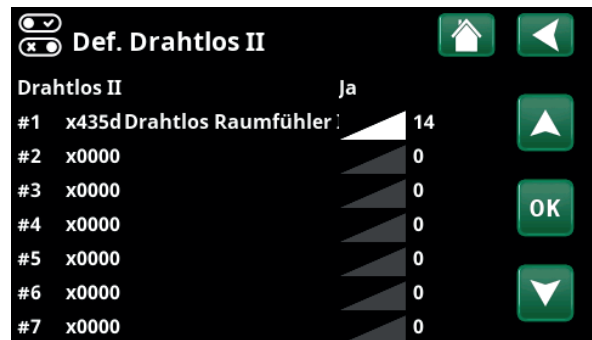 Def. Drahtlos II
Drahtlos II Ja
#1 x435d Drahtlos Raumfühler 14
#2 x0000 0
#3 x0000 0
#4 x0000 0
OK
#5 x0000 0
#6 x0000 0
#7 x0000 0